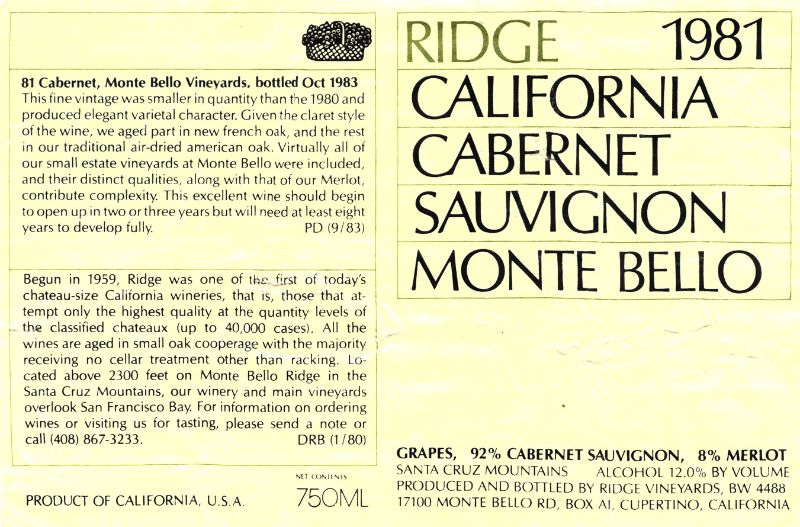 81 Cabernet, Monte Bello Vineyards, bottled Oct 1983
This fine vintage was smaller in quantity than the 1980 and
produced elegant varietal character. Given the claret style
of the wine, we aged part in new french oak, and the rest
in our traditional air-dried american oak. Virtually all of
our small estate vineyards at Monte Bello were included,
and their distinct qualities, along with that of our Merlot,
contribute complexity. This excellent wine should begin
to open up in two or three years but will need at least eight
years to develop fully. PD (9/83)
Begun in 1959, Ridge was one of the first of today's
chateau-size California wineries, that is, those that at-
tempt only the highest quality at the quantity levels of
the classified chateaux (up to 40,000 cases). All the
wines are aged in small oak cooperage with the majority
receiving no cellar treatment other than racking. Lo-
cated above 2300 feet on Monte Bello Ridge in the
Santa Cruz Mountains, our winery and main vineyards
overlook San Francisco Bay. For information on ordering
wines or visiting us for tasting, please send a note or
call (408) 867-3233. DRB (1/80)
NET CONTENTS
PRODUCT OF CALIFORNIA, U.S.A. 750ML
RIDGE 1981
CALIFORNIA
CABERNET
SAUVIGNON
MONTE BELLO
GRAPES, 92% CABERNET SAUVIGNON, 8% MERLOT
SANTA CRUZ MOUNTAINS ALCOHOL 12.0% BY VOLUME
PRODUCED AND BOTTLED BY RIDGE VINEYARDS, BW 4488
17100 MONTE BELLO RD, BOX AI, CUPERTINO, CALIFORNIA